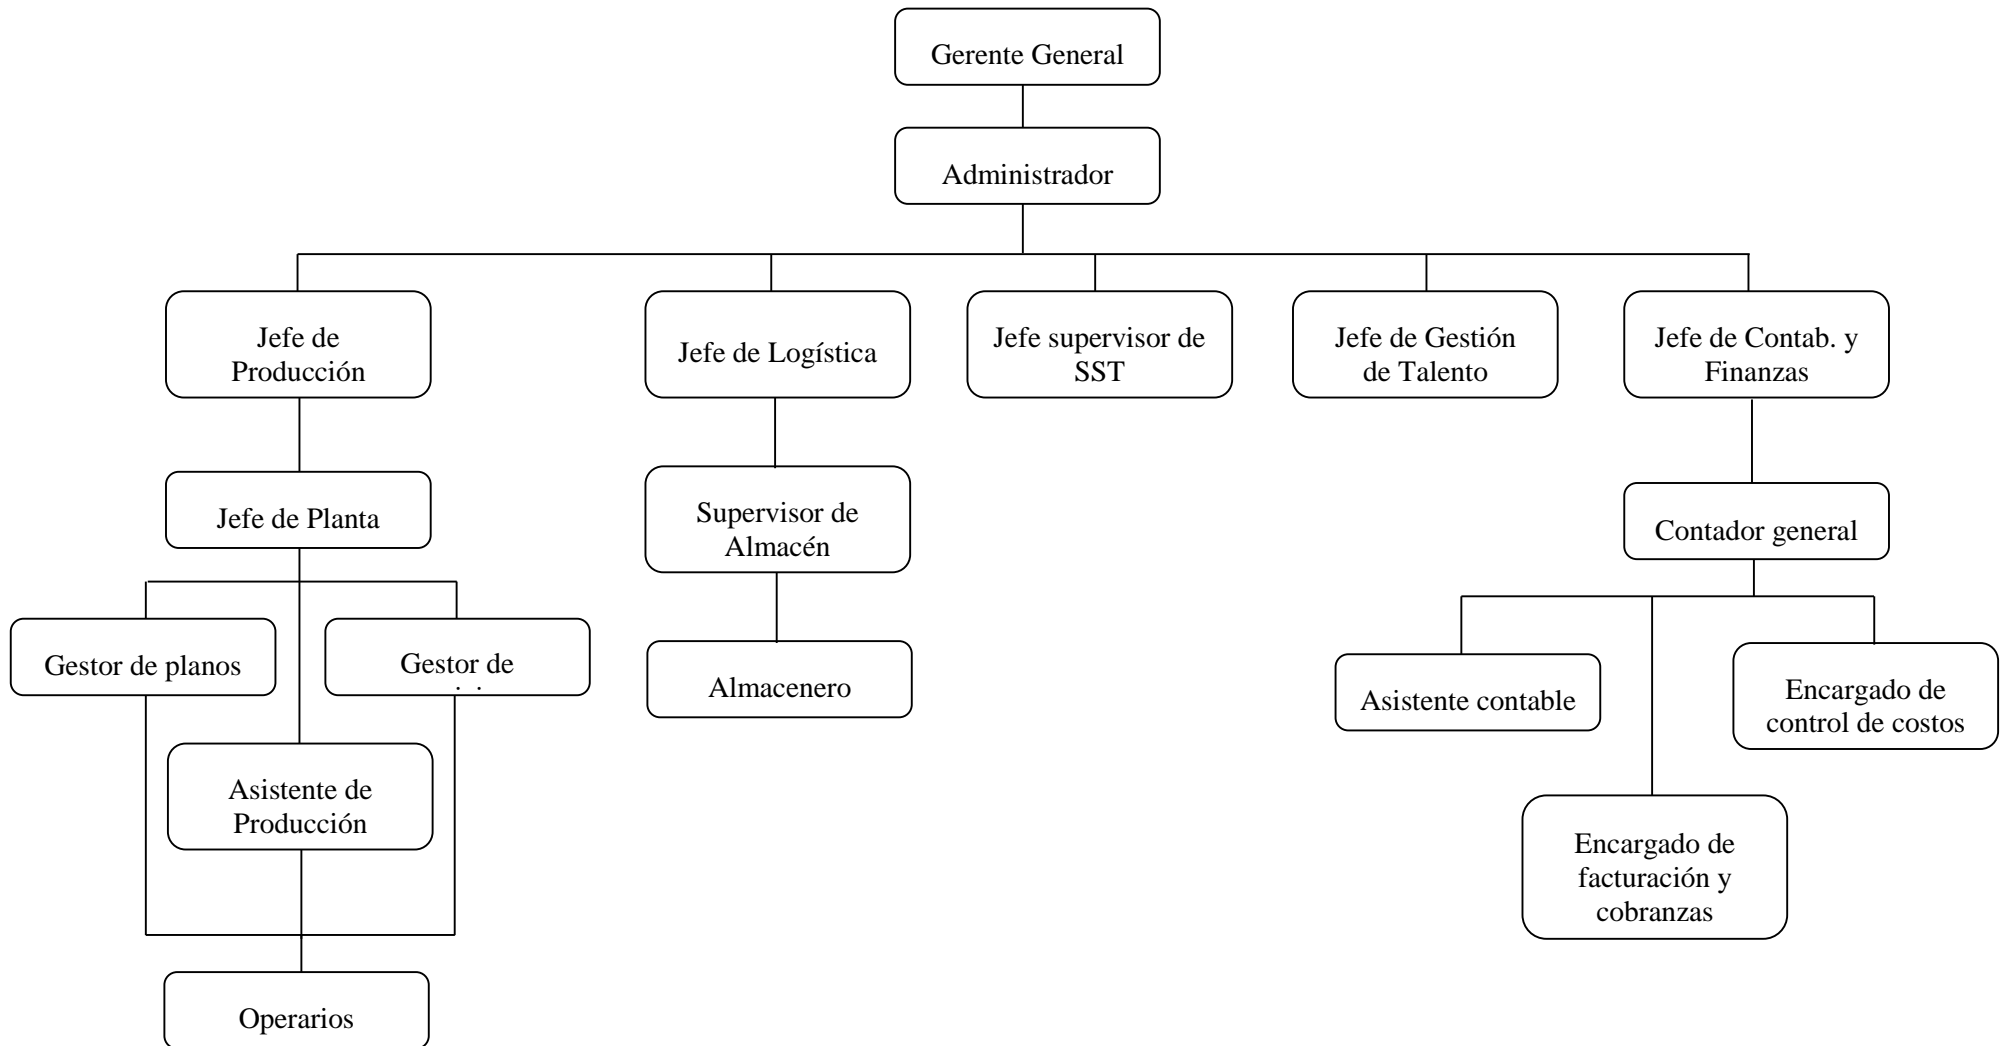 Gerente General
Administrador
Jefe de
Producción
Jefe de Logística
Jefe supervisor de
SST
Jefe de Gestión
de Talento
Jefe de Contab. y
Finanzas
Jefe de Planta
Supervisor de
Almacén
Contador general
Gestor de planos
Gestor de
Almacenero
Asistente contable
Encargado de
control de costos
Asistente de
Producción
Encargado de
facturación y
cobranzas
Operarios